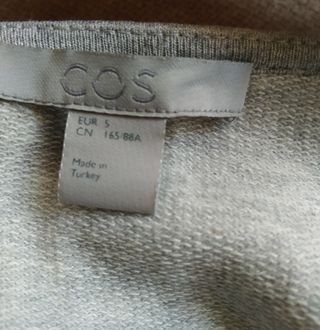 COS
EUR S
CN 165/88A
Made in
Turkey